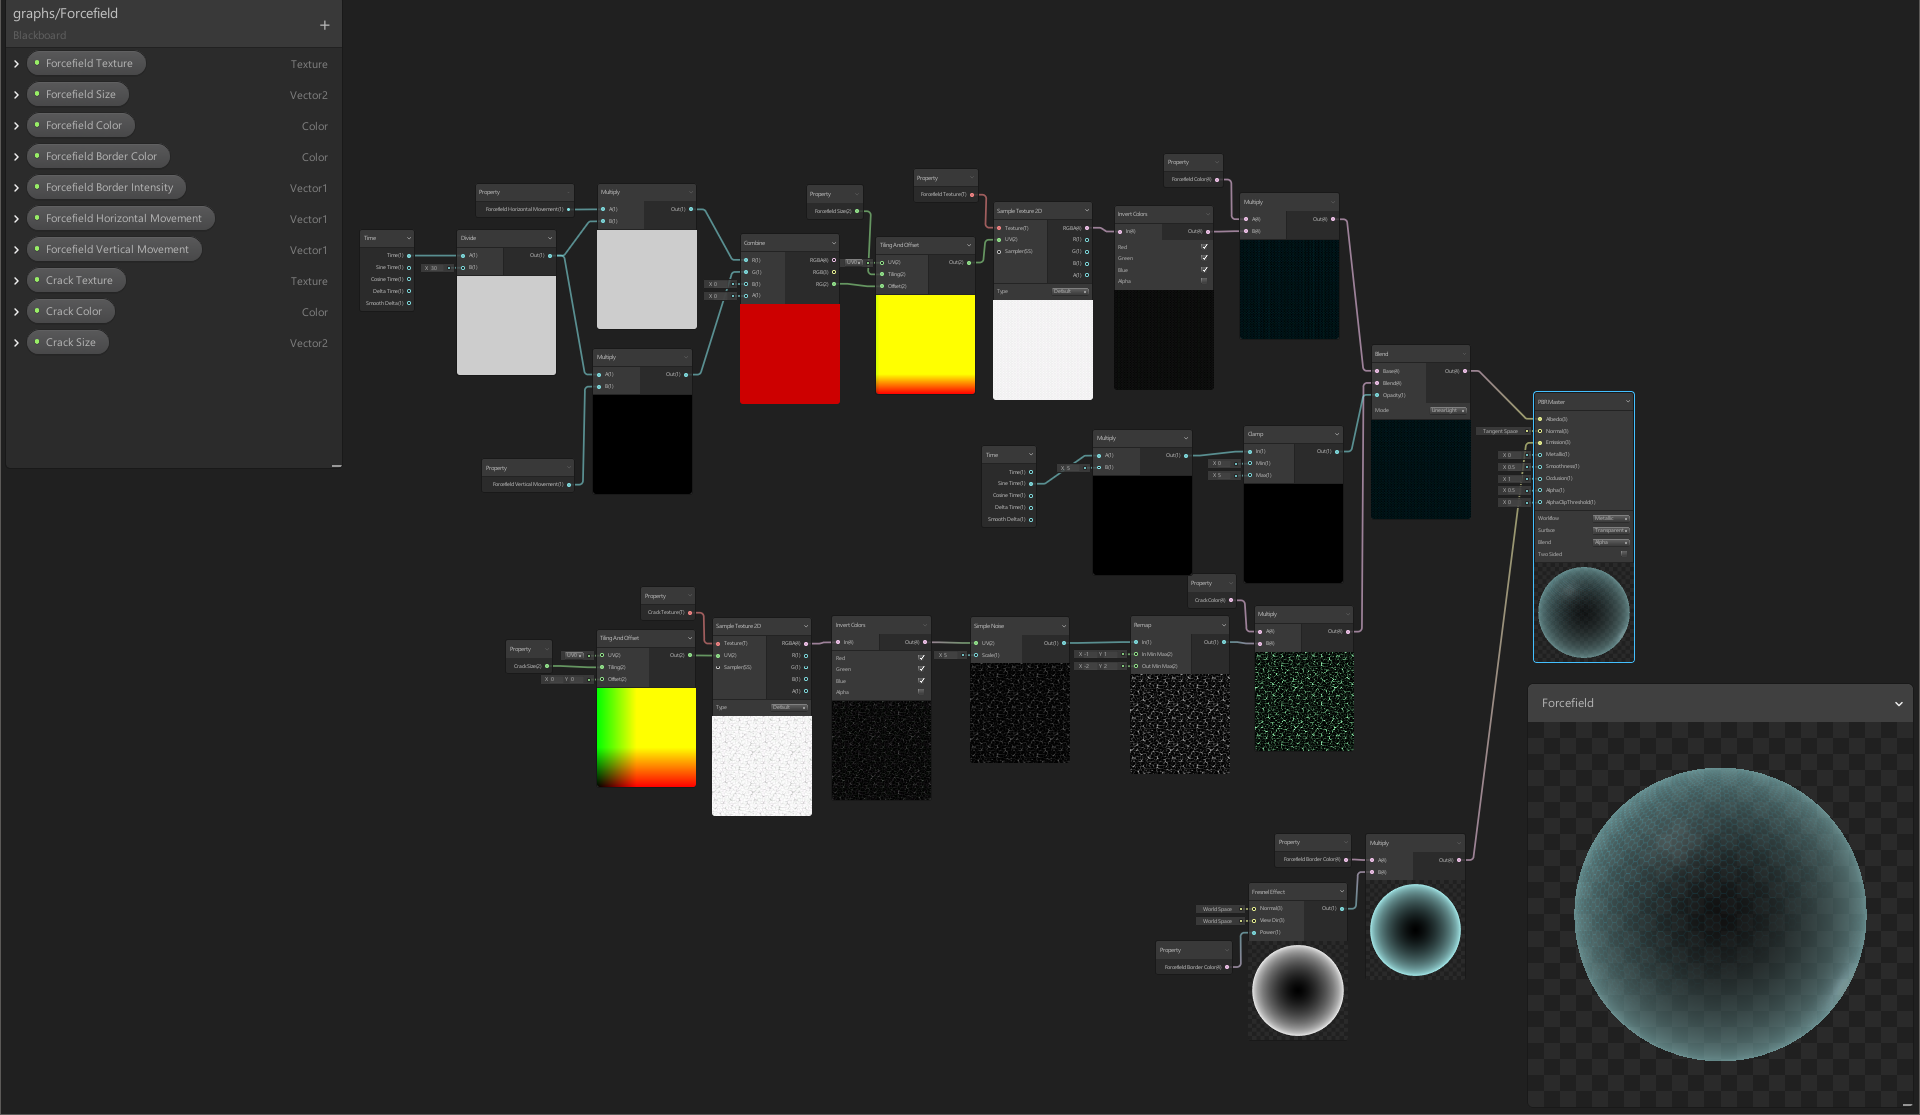 graphs/Forcefield
Blackboard
+
Forcefield Texture Texture
Forcefield Size Vector2
Forcefield Color Color
Forcefield Border Color Color
Forcefield Border Intensity Vector1
Forcefield Horizontal Movement Vector1
Forcefield Vertical Movement Vector1
Crack Texture Texture
Crack Color Color
Crack Size Vector2
Time
Time(1)
Sine Time(1)
Cosine Time(1)
Delta Time(1)
Smooth Delta(1)
Divide
A(1) Out(1)
X 30 B(1)
Property
Forcefield Horizontal Movement(1)
Multiply
A(1) Out(1)
B(1)
Multiply
A(1) Out(1)
B(1)
Property
Forcefield Vertical Movement(1)
Combine
R(1) RGBA(4)
G(1) RGB(3)
X 0 B(1) RG(2)
X 0 A(1)
Property
Forcefield Size(2)
Tiling And Offset
UV0 UV(2) Out(2)
Tiling(2)
Offset(2)
Property
Forcefield Texture(T)
Sample Texture 2D
Texture(T) RGBA(4)
UV(2) R(1)
Sampler(SS) G(1)
B(1)
A(1)
Type Default
Invert Colors
In(4) Out(4)
Red
Green
Blue
Alpha
Property
Forcefield Color(4)
Multiply
A(4) Out(4)
B(4)
Blend
Base(4) Out(4)
Blend(4)
Opacity(1)
Mode LinearLight
Time
Time(1)
Sine Time(1)
Cosine Time(1)
Delta Time(1)
Smooth Delta(1)
Multiply
A(1) Out(1)
X 5 B(1)
Clamp
In(1) Out(1)
X 0 Min(1)
X 5 Max(1)
PBR Master
Albedo(3)
Tangent Space Normal(3)
Emission(3)
X 0 Metallic(1)
X 0.5 Smoothness(1)
X 1 Occlusion(1)
X 0.5 Alpha(1)
X 0 AlphaClipThreshold(1)
Workflow Metallic
Surface Transparent
Blend Alpha
Two Sided
Property
Crack Size(2)
Tiling And Offset
UV0 UV(2) Out(2)
Tiling(2)
X 0 Y 0 Offset(2)
Property
Crack Texture(T)
Sample Texture 2D
Texture(T) RGBA(4)
UV(2) R(1)
Sampler(SS) G(1)
B(1)
A(1)
Type Default
Invert Colors
In(4) Out(4)
Red
Green
Blue
Alpha
Simple Noise
UV(2) Out(1)
X 5 Scale(1)
Remap
In(1) Out(1)
X -1 Y 1 In Min Max(2)
X -2 Y 2 Out Min Max(2)
Property
Crack Color(4)
Multiply
A(4) Out(4)
B(4)
Property
Forcefield Border Color(4)
Multiply
A(4) Out(4)
B(4)
Fresnel Effect
World Space Normal(3) Out(1)
World Space View Dir(3)
Power(1)
Property
Forcefield Border Color(4)
Forcefield